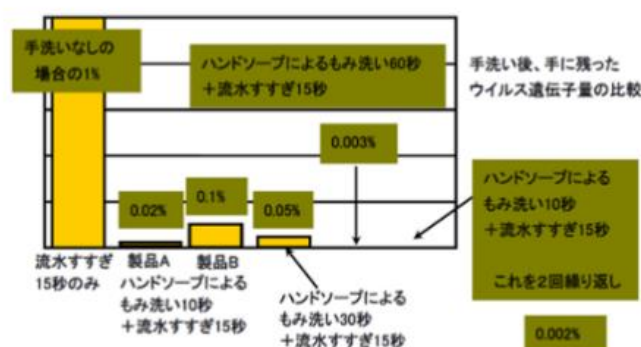 手洗いなしの
場合の1%
ハンドソープによるもみ洗い60秒
＋流水すすぎ15秒
手洗い後、手に残った
ウイルス遺伝子量の比較
0.003%
0.02%
0.1%
0.05%
ハンドソープによる
もみ洗い10秒
＋流水すすぎ15秒
これを2回繰り返し
0.002%
流水すすぎ
15秒のみ
製品A
製品B
ハンドソープによる
もみ洗い10秒
＋流水すすぎ15秒
ハンドソープによる
もみ洗い30秒
＋流水すすぎ15秒